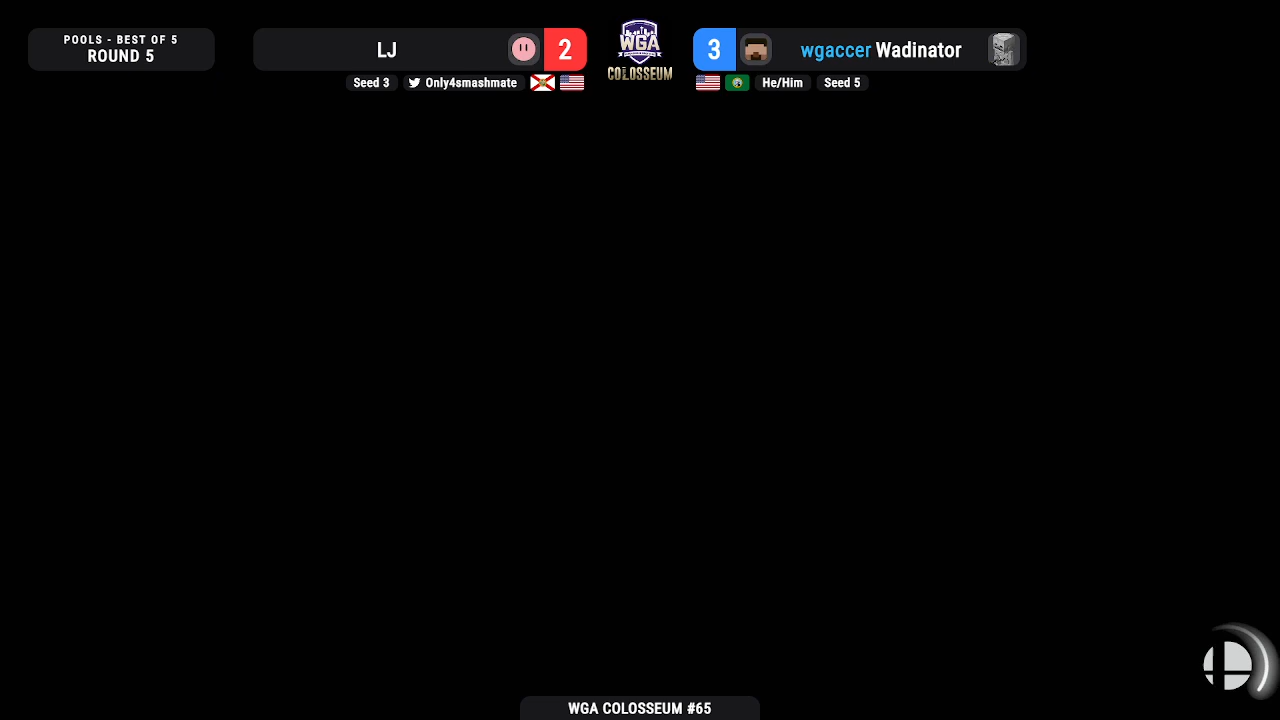 POOLS - BEST OF 5
ROUND 5
LJ
2
WGA
COLOSSEUM
3
wgaccer Wadinator
Seed 3
Only4smashmate
He/Him
Seed 5
WGA COLOSSEUM #65